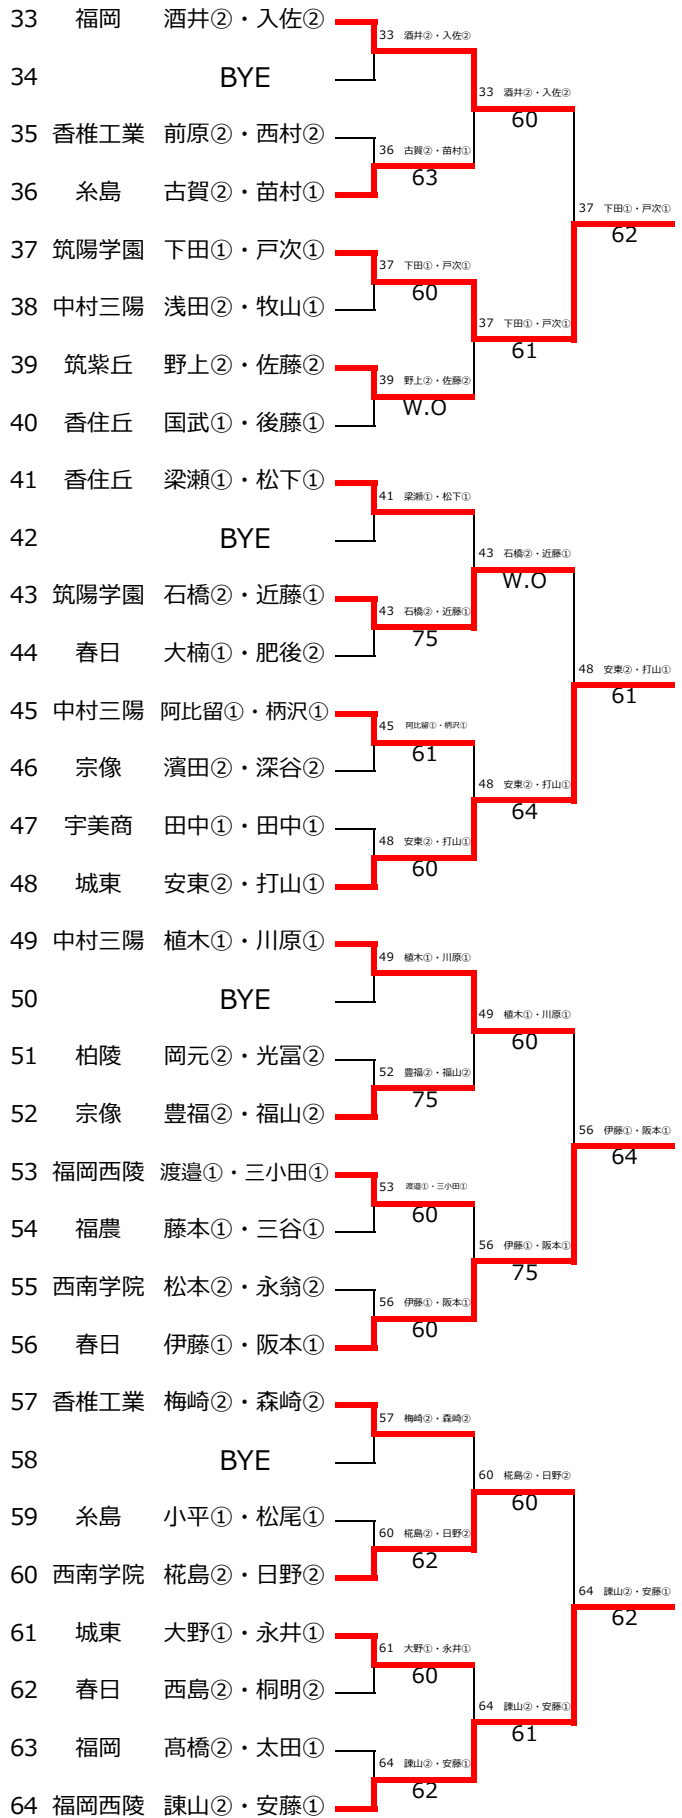 33 福岡 酒井②・入佐②
33 酒井②・入佐②
34 BYE
33 酒井②・入佐②
60
35 香椎工業 前原②・西村②
36 古賀②・苗村①
63
36 糸島 古賀②・苗村①
37 下田①・戸次①
62
37 筑陽学園 下田①・戸次①
37 下田①・戸次①
60
38 中村三陽 浅田②・牧山①
37 下田①・戸次①
61
39 筑紫丘 野上②・佐藤②
39 野上②・佐藤②
W.O
40 香住丘 国武①・後藤①
41 香住丘 梁瀬①・松下①
41 梁瀬①・松下①
42 BYE
43 石橋②・近藤①
W.O
43 筑陽学園 石橋②・近藤①
43 石橋②・近藤①
75
44 春日 大楠①・肥後②
48 安東②・打山①
61
45 中村三陽 阿比留①・柄沢①
45 阿比留①・柄沢①
61
46 宗像 濱田②・深谷②
48 安東②・打山①
64
47 宇美商 田中①・田中①
48 安東②・打山①
60
48 城東 安東②・打山①
49 中村三陽 植木①・川原①
49 植木①・川原①
50 BYE
49 植木①・川原①
60
51 柏陵 岡元②・光冨②
52 豊福②・福山②
75
52 宗像 豊福②・福山②
56 伊藤①・阪本①
64
53 福岡西陵 渡邉①・三小田①
53 渡邉①・三小田①
60
54 福農 藤本①・三谷①
56 伊藤①・阪本①
75
55 西南学院 松本②・永翁②
56 伊藤①・阪本①
60
56 春日 伊藤①・阪本①
57 香椎工業 梅崎②・森崎②
57 梅崎②・森崎②
58 BYE
60 椛島②・日野②
60
59 糸島 小平①・松尾①
60 椛島②・日野②
62
60 西南学院 椛島②・日野②
64 諌山②・安藤①
62
61 城東 大野①・永井①
61 大野①・永井①
60
62 春日 西島②・桐明②
64 諌山②・安藤①
61
63 福岡 髙橋②・太田①
64 諌山②・安藤①
62
64 福岡西陵 諌山②・安藤①